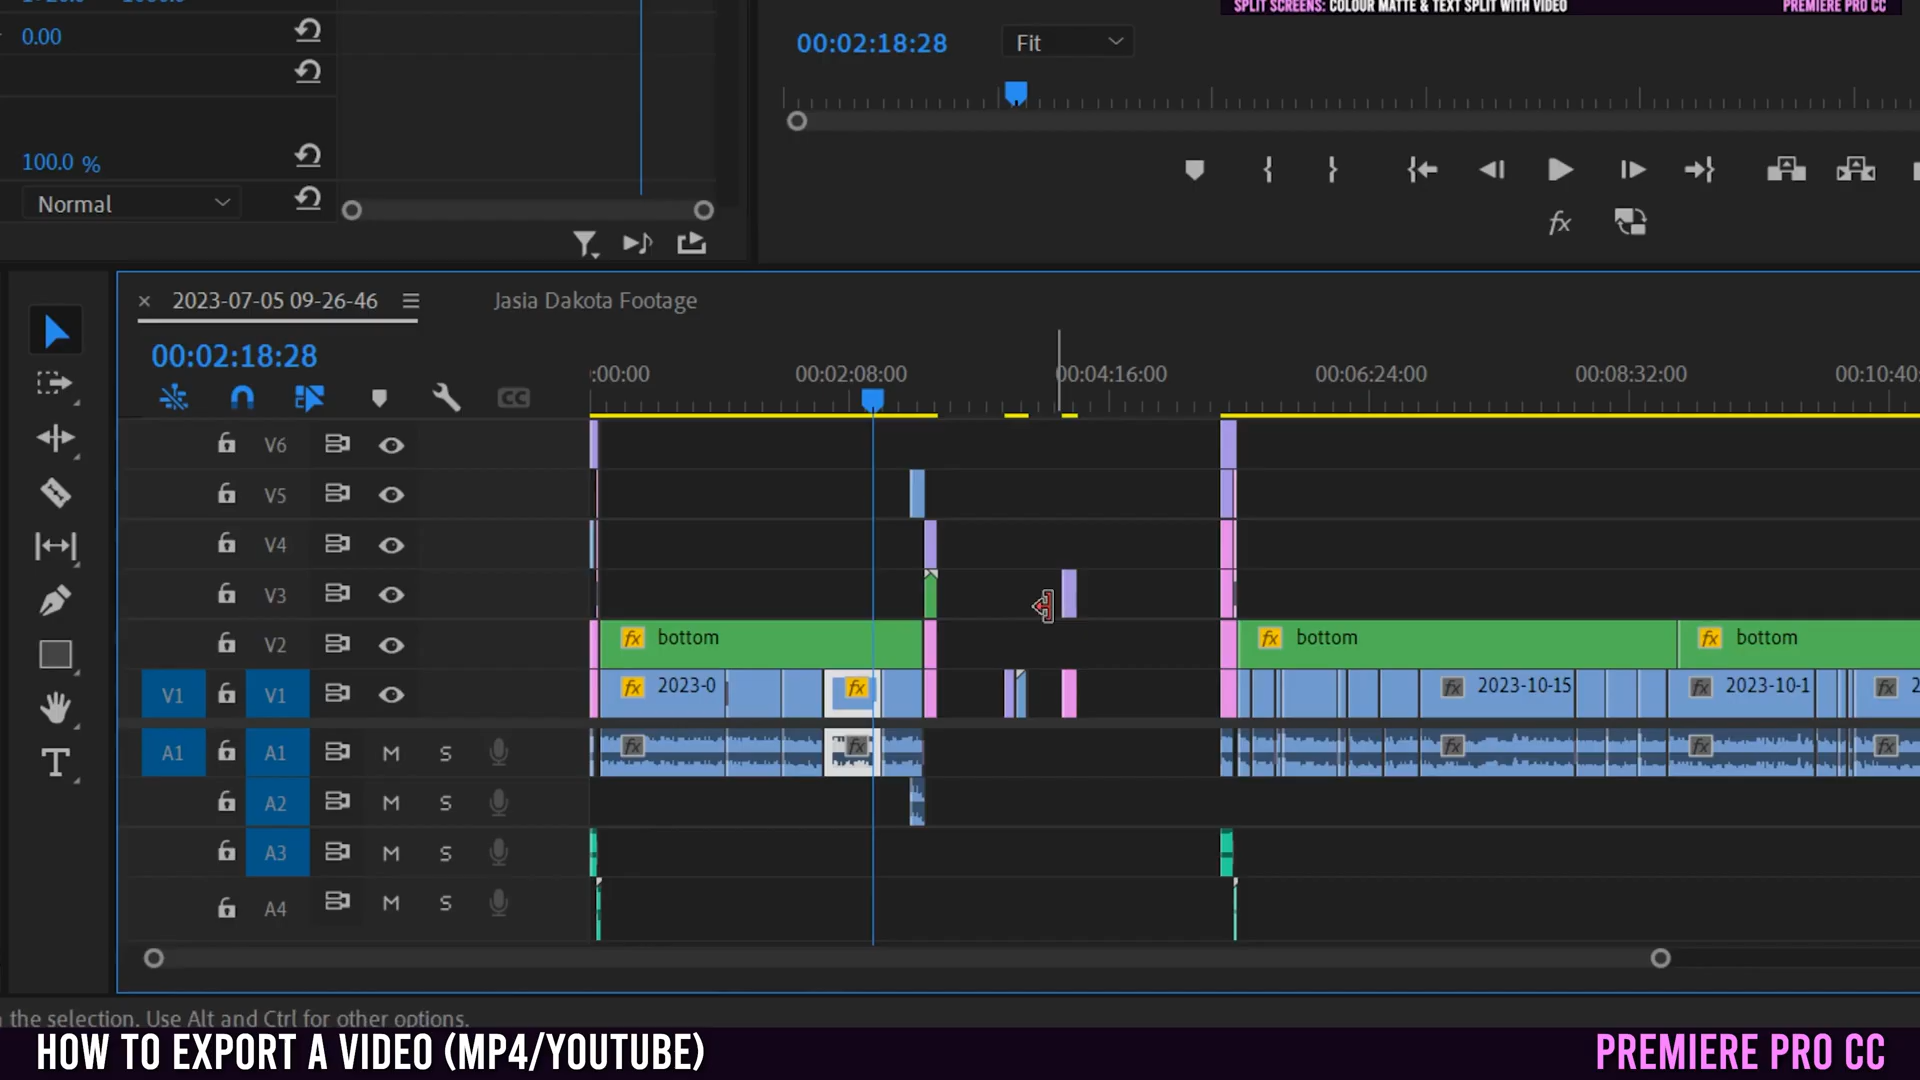 SPLIT SCREENS: COLOUR MATTE & TEXT SPLIT WITH VIDEO
PREMIERE PRO CC
0.00
00:02:18:28
Fit
100.0 %
Normal
fx
2023-07-05 09-26-46
Jasia Dakota Footage
00:02:18:28
:00:00
00:02:08:00
00:04:16:00
00:06:24:00
00:08:32:00
00:10:40:
CC
V6
V5
V4
V3
V2
fx bottom
fx bottom
fx bottom
V1 V1
fx 2023-0
fx
fx 2023-10-15
fx 2023-10-1
fx 2
A1 A1 M S
fx
fx
fx
fx
fx
A2 M S
A3 M S
A4 M S
T
the selection. Use Alt and Ctrl for other options.
HOW TO EXPORT A VIDEO (MP4/YOUTUBE)
PREMIERE PRO CC